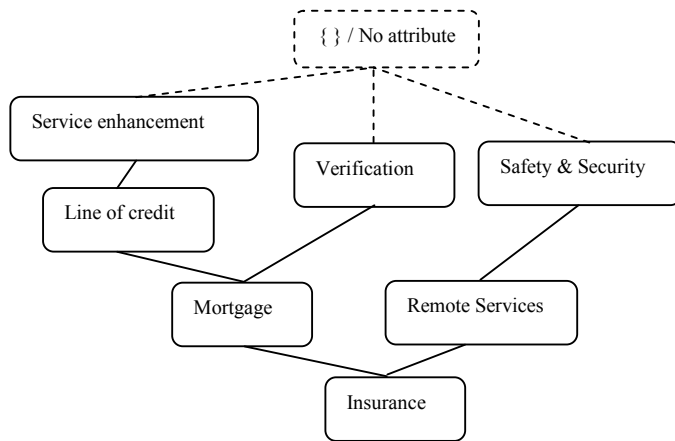 { } / No attribute
Service enhancement
Verification
Safety & Security
Line of credit
Mortgage
Remote Services
Insurance